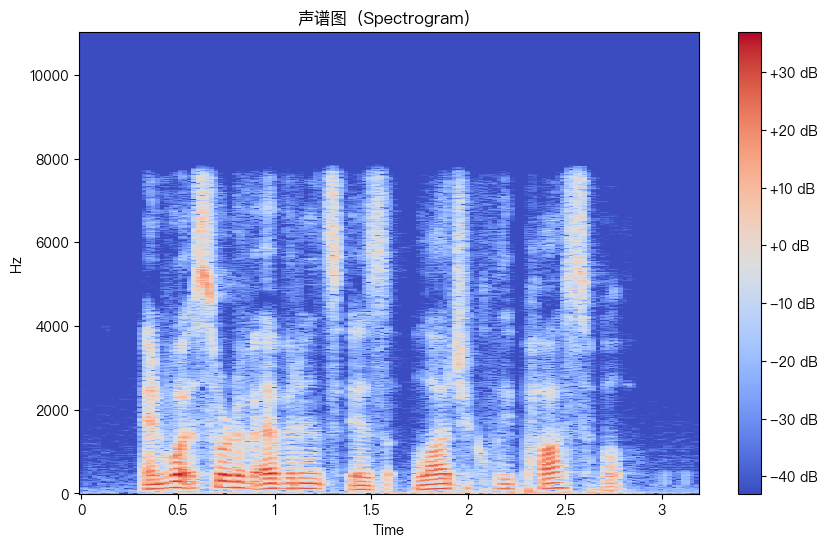 声谱图（Spectrogram）
10000
8000
6000
4000
2000
0
Hz
0
0.5
1
1.5
2
2.5
3
Time
+30 dB
+20 dB
+10 dB
+0 dB
−10 dB
−20 dB
−30 dB
−40 dB